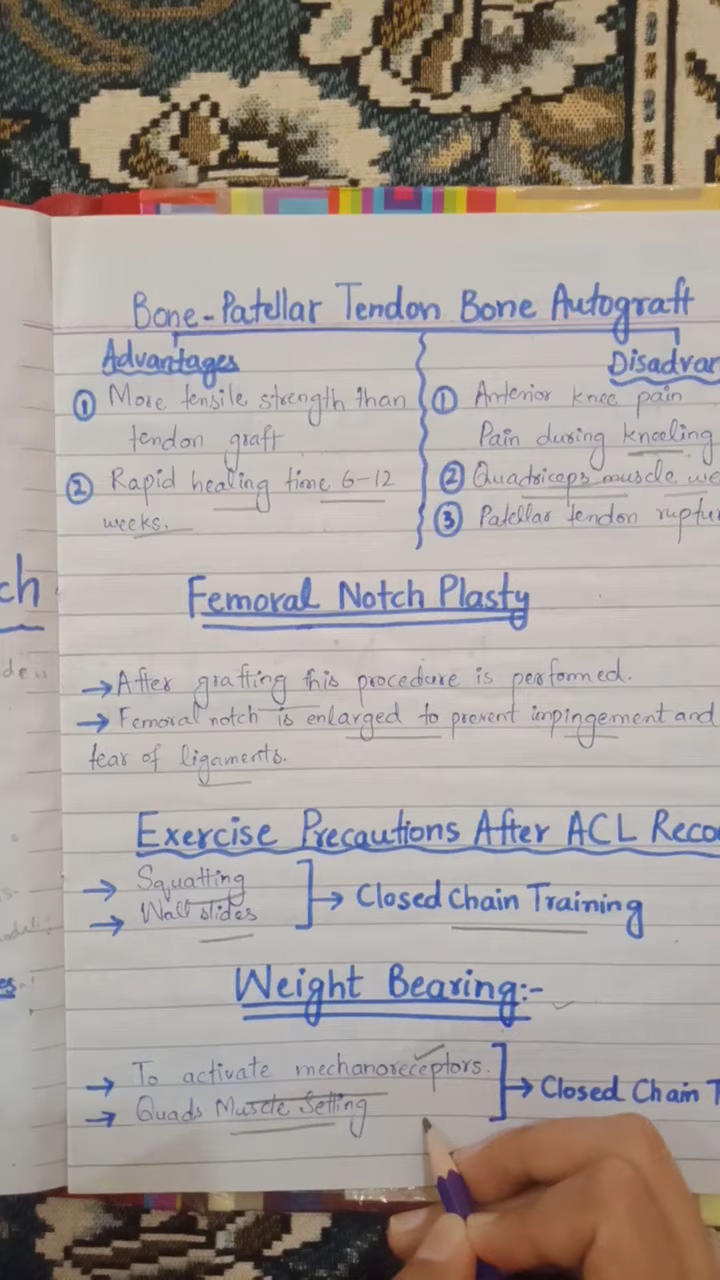 Bone-Patellar Tendon Bone Autograft
Advantages
① More tensile strength than
tendon graft
② Rapid healing time 6-12
weeks.
Disadvan
① Anterior knee pain
Pain during kneeling
② Quadriceps muscle we
③ Patellar tendon ruptu
ch
Femoral Notch Plasty
→ After grafting this procedure is performed.
→ Femoral notch is enlarged to prevent impingement and
tear of ligaments.
Exercise Precautions After ACL Reco
→ Squatting
→ Wall slides
→ Closed Chain Training
Weight Bearing:-
→ To activate mechanoreceptors.
→ Quads Muscle Setting
→ Closed Chain T